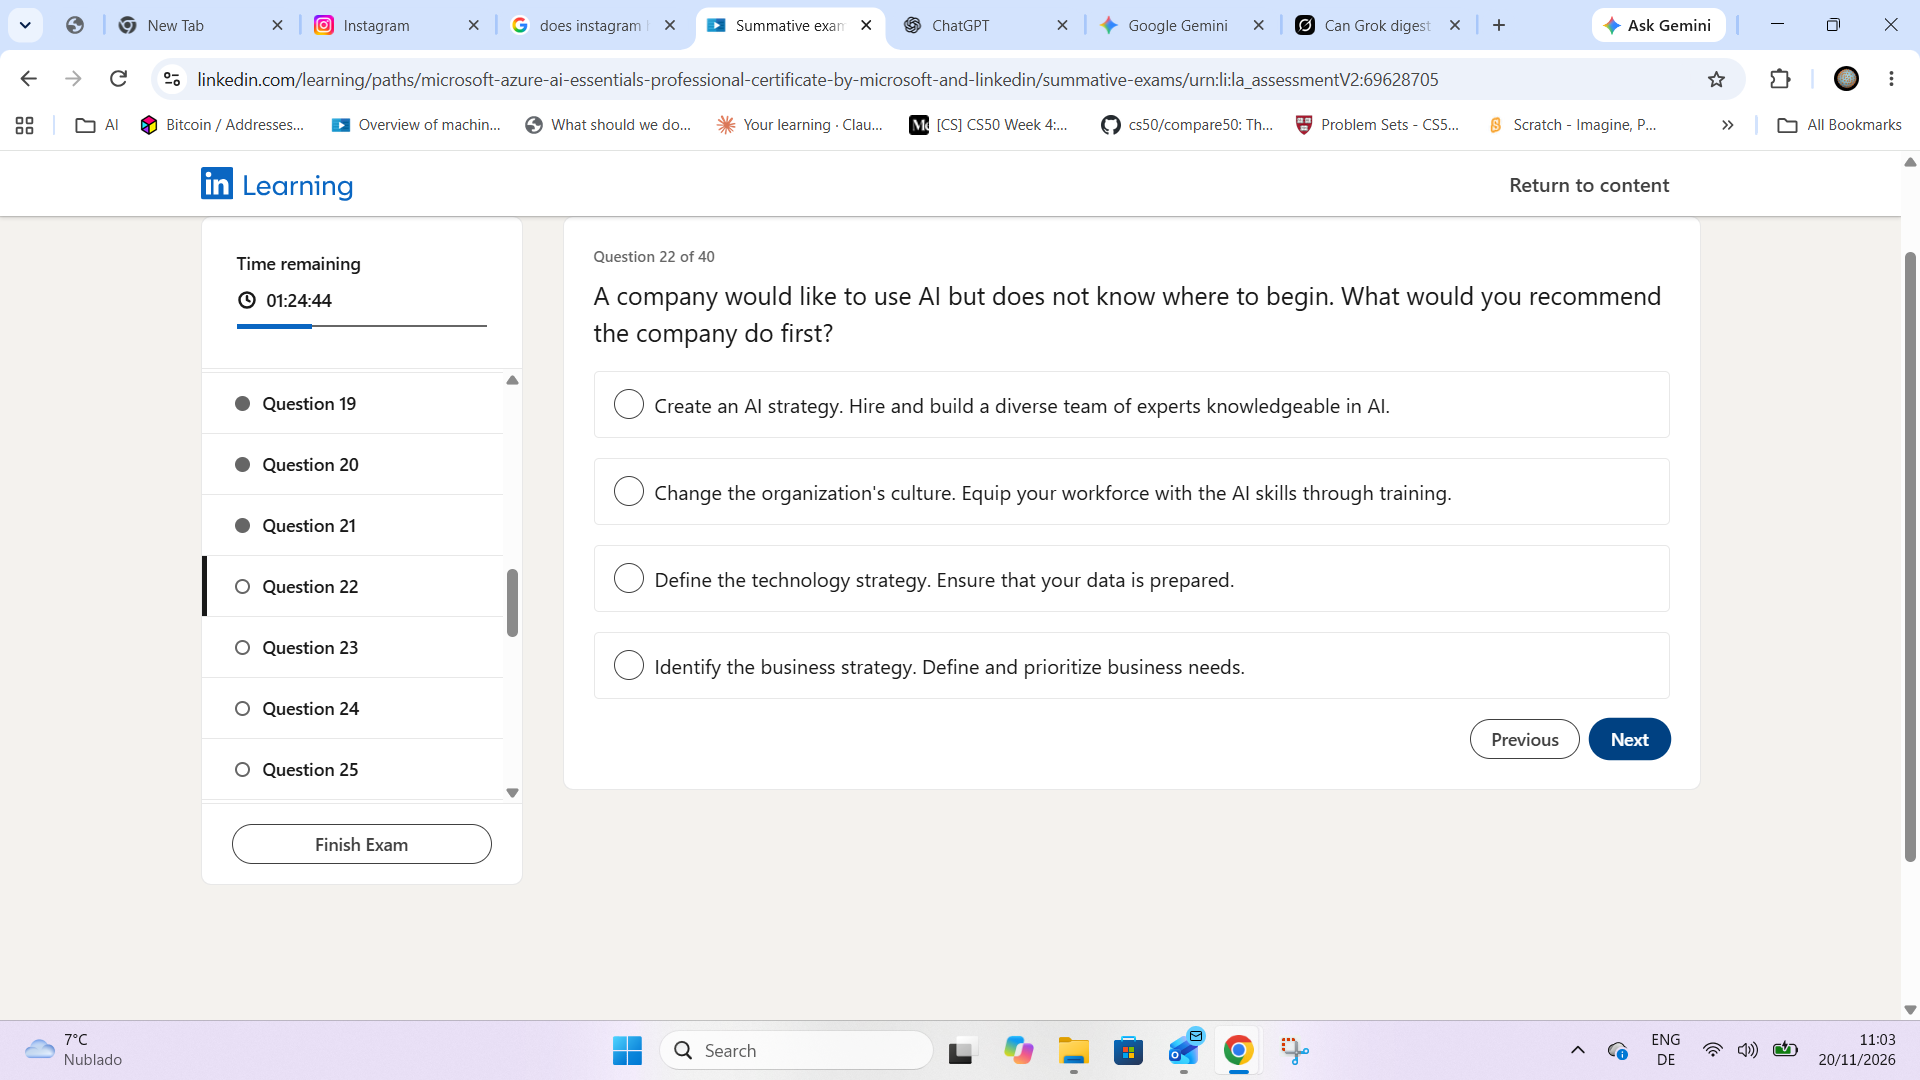 New Tab
Instagram
does instagram
Summative exam
ChatGPT
Google Gemini
Can Grok digest
Ask Gemini
linkedin.com/learning/paths/microsoft-azure-ai-essentials-professional-certificate-by-microsoft-and-linkedin/summative-exams/urn:li:la_assessmentV2:69628705
AI
Bitcoin / Addresses...
Overview of machin...
What should we do...
Your learning · Clau...
[CS] CS50 Week 4:...
cs50/compare50: Th...
Problem Sets - CS5...
Scratch - Imagine, P...
All Bookmarks
in Learning
Return to content
Time remaining
01:24:44
Question 19
Question 20
Question 21
Question 22
Question 23
Question 24
Question 25
Finish Exam
Question 22 of 40
A company would like to use AI but does not know where to begin. What would you recommend
the company do first?
Create an AI strategy. Hire and build a diverse team of experts knowledgeable in AI.
Change the organization's culture. Equip your workforce with the AI skills through training.
Define the technology strategy. Ensure that your data is prepared.
Identify the business strategy. Define and prioritize business needs.
Previous
Next
7°C
Nublado
Search
ENG
DE
11:03
20/11/2026